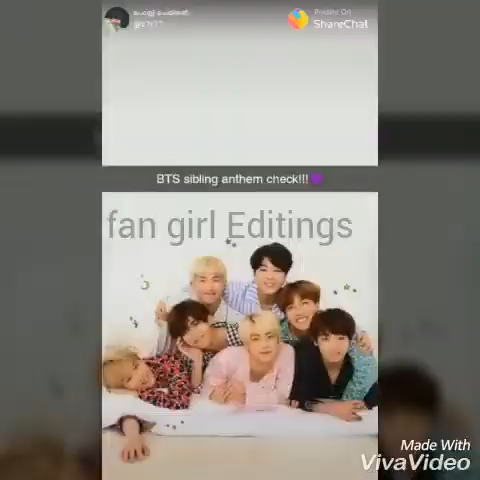 Posted On
ShareChat
BTS sibling anthem check!!! 💜
fan girl Editings
Made With
VivaVideo